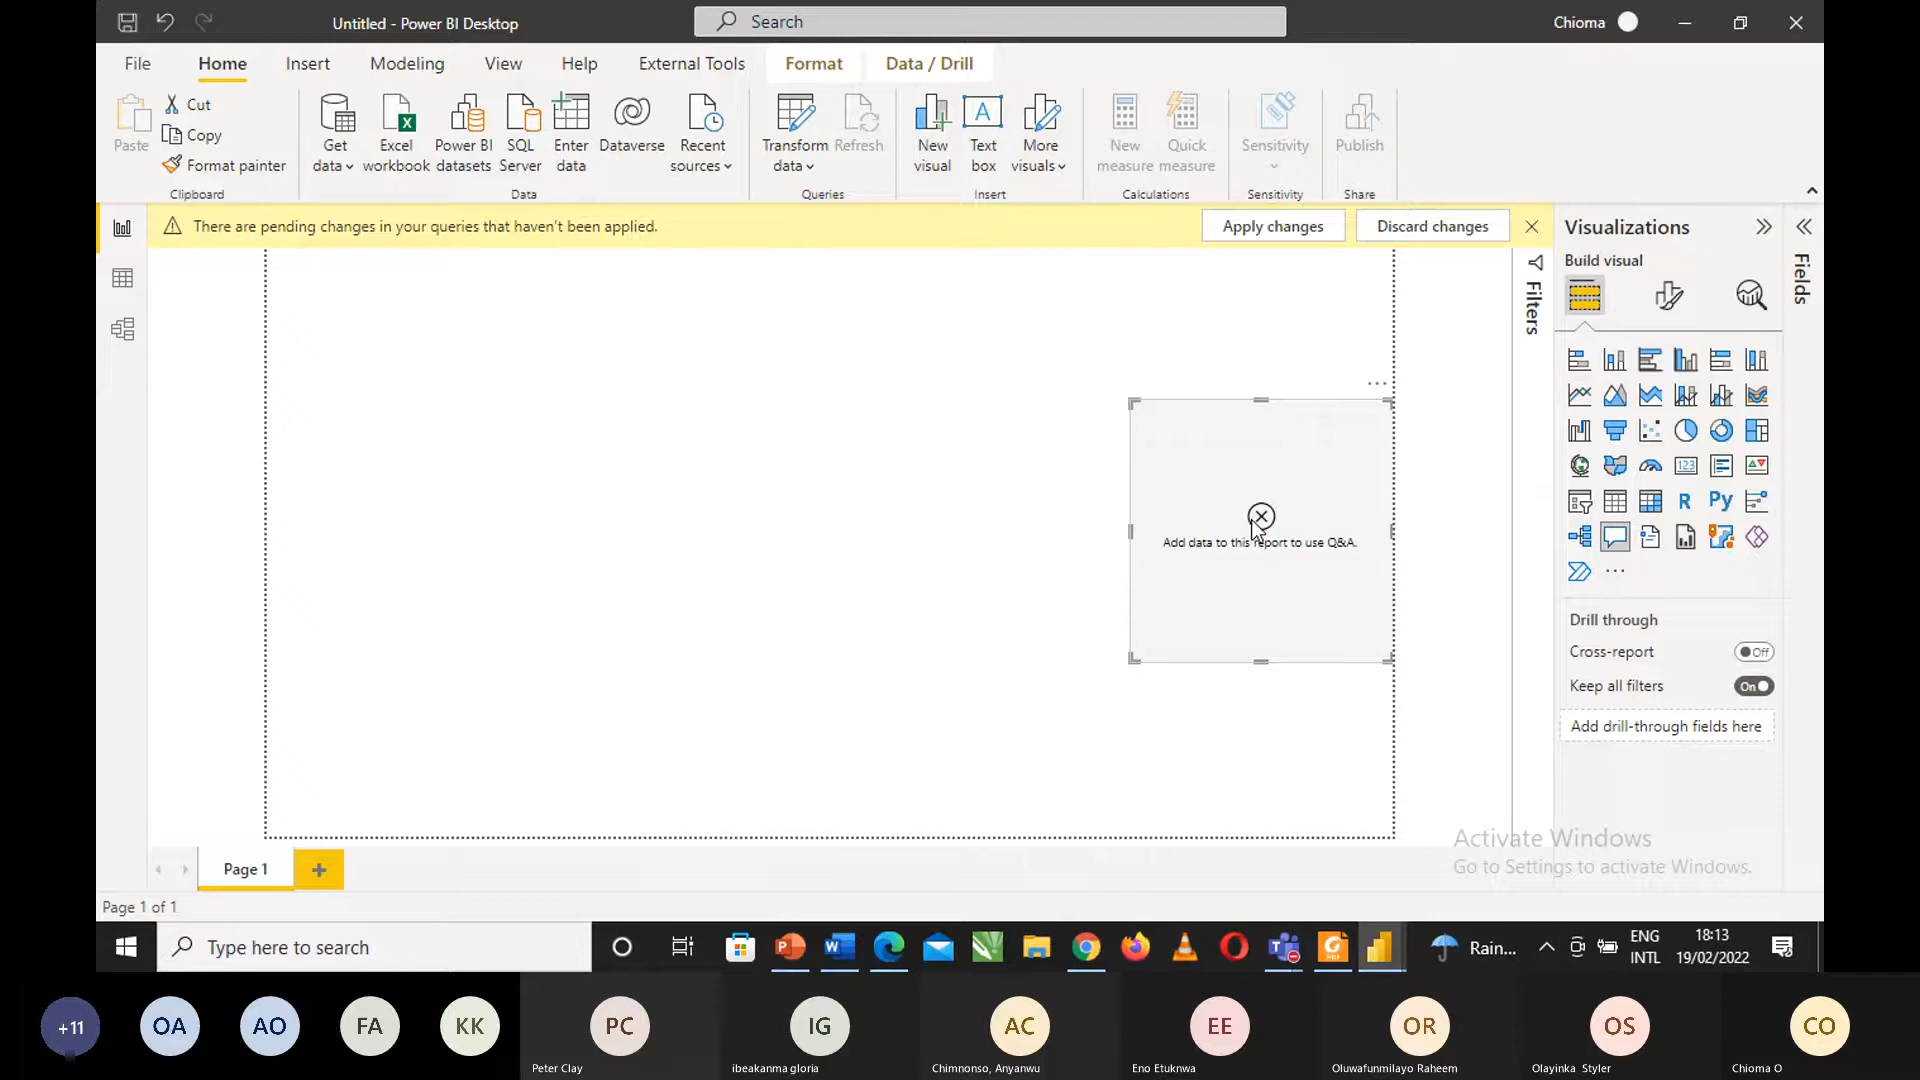 Untitled - Power BI Desktop
Search
Chioma
File
Home
Insert
Modeling
View
Help
External Tools
Format
Data / Drill
Paste
Cut
Copy
Format painter
Clipboard
Get data
Excel workbook
Power BI datasets
SQL Server
Enter data
Dataverse
Recent sources
Data
Transform data
Refresh
Queries
New visual
Text box
More visuals
Insert
New measure
Quick measure
Calculations
Sensitivity
Sensitivity
Publish
Share
There are pending changes in your queries that haven't been applied.
Apply changes
Discard changes
Filters
Visualizations
Fields
Build visual
123
R
Py
Add data to this report to use Q&A.
Drill through
Cross-report
Off
Keep all filters
On
Add drill-through fields here
Activate Windows
Go to Settings to activate Windows.
Page 1
Page 1 of 1
Type here to search
Rain...
ENG
INTL
18:13
19/02/2022
+11
OA
AO
FA
KK
PC
IG
AC
EE
OR
OS
CO
Peter Clay
ibeakanma gloria
Chimnonso, Anyanwu
Eno Etuknwa
Oluwafunmilayo Raheem
Olayinka Styler
Chioma O